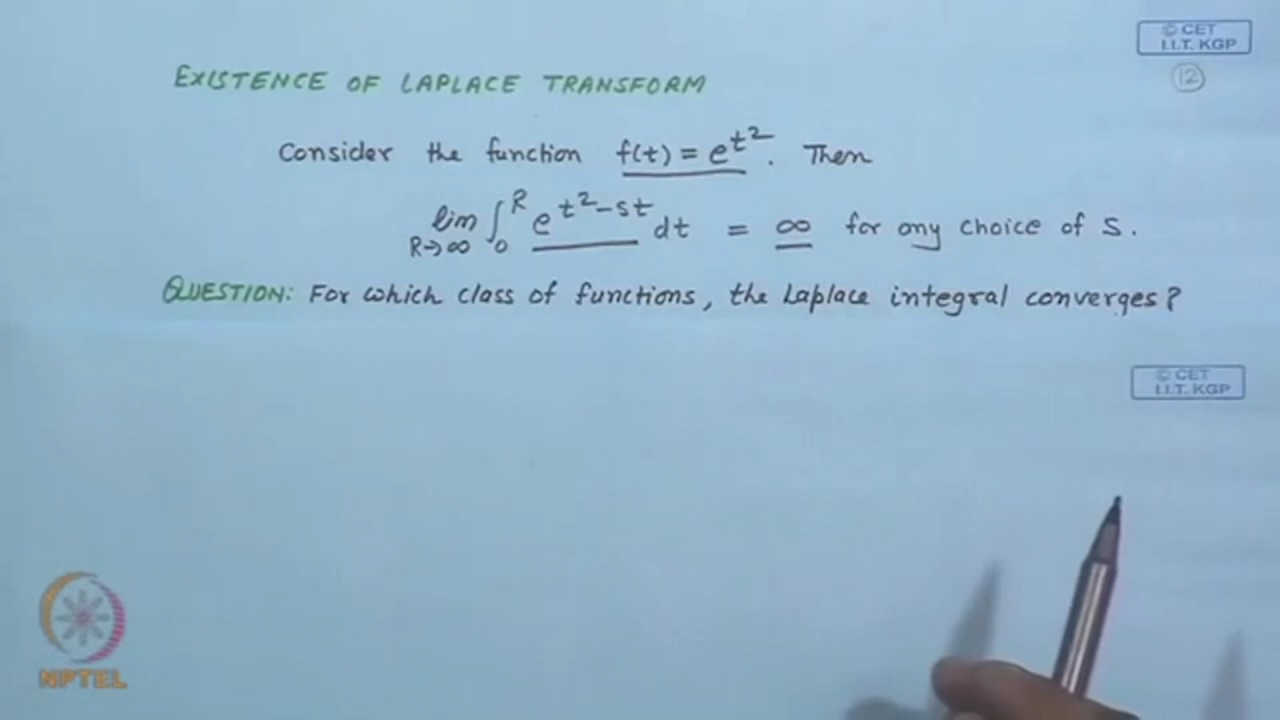 © CET
I.I.T. KGP
12
EXISTENCE OF LAPLACE TRANSFORM
Consider the function f(t) = e^{t^2}. Then
lim_{R→∞} ∫_0^R e^{t^2-st} dt = ∞ for any choice of s.
QUESTION: For which class of functions, the Laplace integral converges?
© CET
I.I.T. KGP
NPTEL